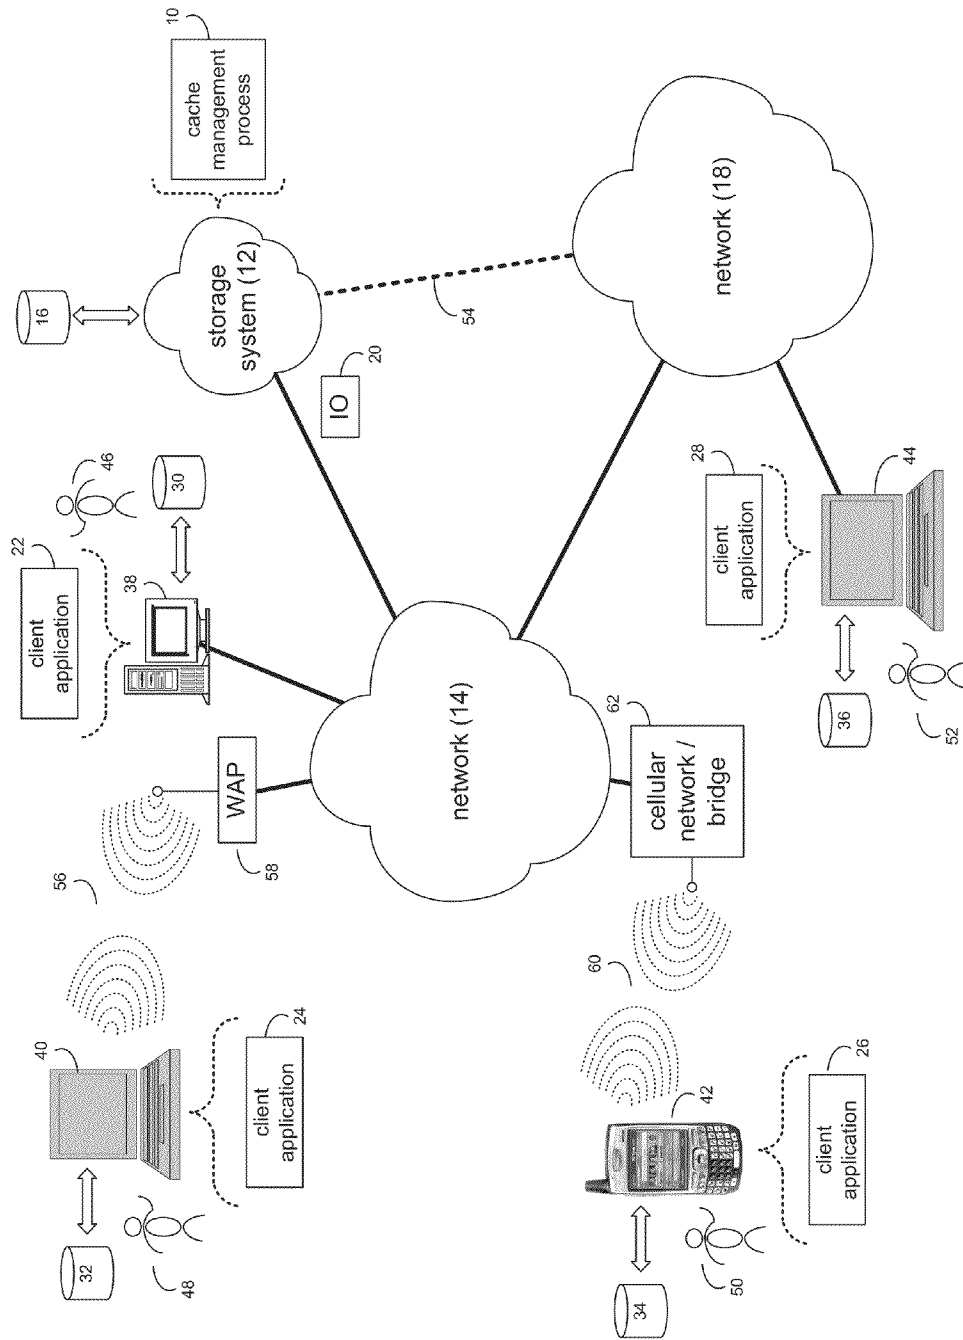 10
cache
management
process
16
storage
system (12)
54
network (18)
20
IO
46
30
22
client
application
38
28
client
application
44
36
52
network (14)
62
cellular
network /
bridge
WAP
58
56
40
24
client
application
32
48
60
42
26
client
application
34
50